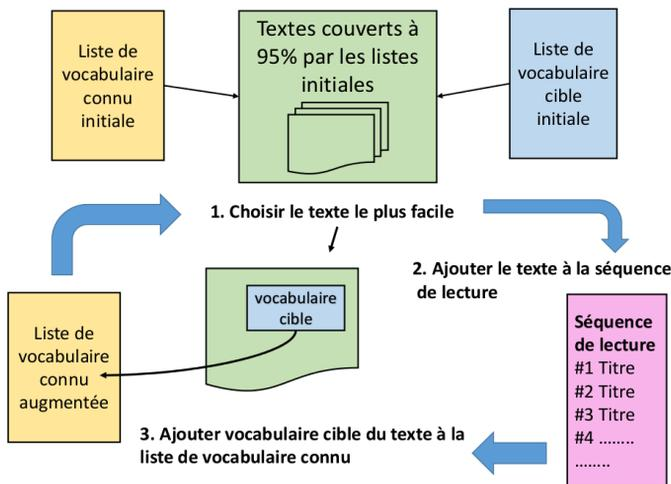 Liste de
vocabulaire
connu
initiale
Textes couverts à
95% par les listes
initiales
Liste de
vocabulaire
cible
initiale
1. Choisir le texte le plus facile
2. Ajouter le texte à la séquence
de lecture
vocabulaire
cible
Liste de
vocabulaire
connu
augmentée
Séquence
de lecture
#1 Titre
#2 Titre
#3 Titre
#4 ........
........
3. Ajouter vocabulaire cible du texte à la
liste de vocabulaire connu